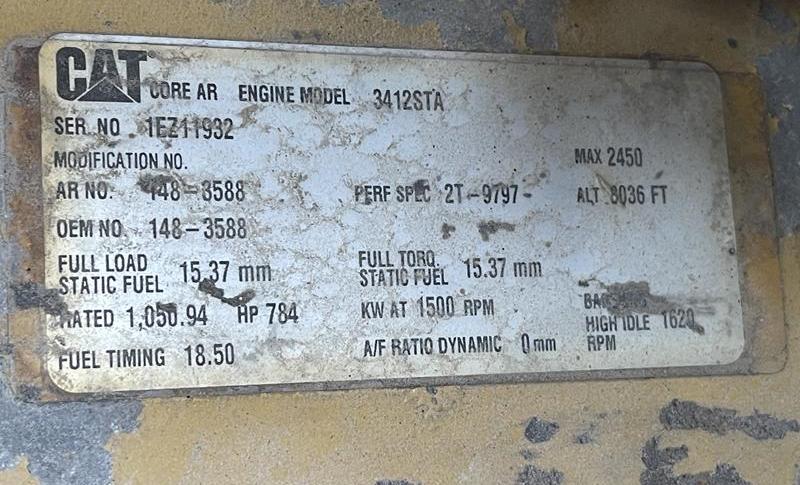 CAT CORE AR ENGINE MODEL 3412STA
SER. NO 1EZ11932
MODIFICATION NO. MAX 2450
AR NO. 148-3588 PERF SPEC 2T-9797- ALT 8036 FT
OEM NO. 148-3588
FULL LOAD STATIC FUEL 15.37 mm FULL TORQ. STATIC FUEL 15.37 mm
RATED 1,050.94 HP 784 KW AT 1500 RPM
HIGH IDLE 1620 RPM
FUEL TIMING 18.50 A/F RATIO DYNAMIC 0 mm